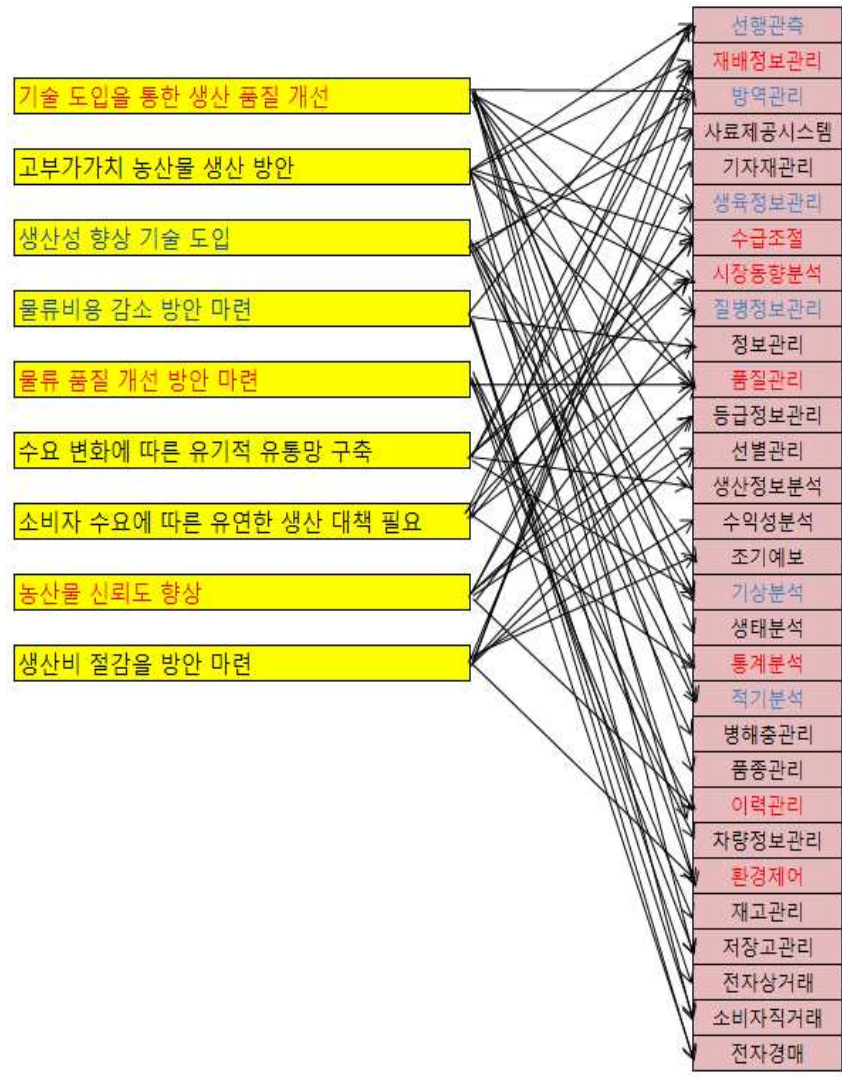 기술 도입을 통한 생산 품질 개선
고부가가치 농산물 생산 방안
생산성 향상 기술 도입
물류비용 감소 방안 마련
물류 품질 개선 방안 마련
수요 변화에 따른 유기적 유통망 구축
소비자 수요에 따른 유연한 생산 대책 필요
농산물 신뢰도 향상
생산비 절감을 방안 마련
선행관측
재배정보관리
방역관리
사료제공시스템
기자재관리
생육정보관리
수급조절
시장동향분석
질병정보관리
정보관리
품질관리
등급정보관리
선별관리
생산정보분석
수익성분석
조기예보
기상분석
생태분석
통계분석
적기분석
병해충관리
품종관리
이력관리
차량정보관리
환경제어
재고관리
저장고관리
전자상거래
소비자직거래
전자경매